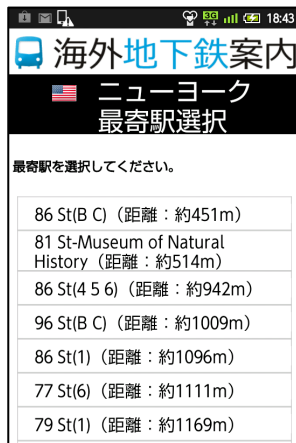 3G 18:43
海外地下鉄案内
ニューヨーク
最寄駅選択
最寄駅を選択してください。
86 St(B C)（距離：約451m）
81 St-Museum of Natural
History（距離：約514m）
86 St(4 5 6)（距離：約942m）
96 St(B C)（距離：約1009m）
86 St(1)（距離：約1096m）
77 St(6)（距離：約1111m）
79 St(1)（距離：約1169m）